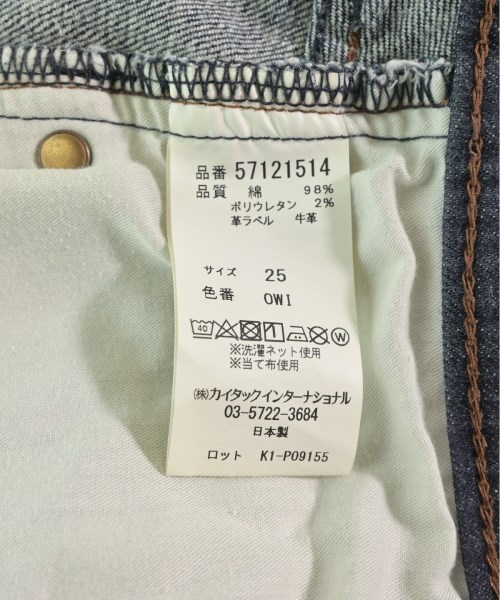 品番 57121514
品質 綿 98%
ポリウレタン 2%
革ラベル 牛革
サイズ 25
色番 OWI
40 W
※洗濯ネット使用
※当て布使用
㈱カイタックインターナショナル
03-5722-3684
日本製
ロット K1-P09155